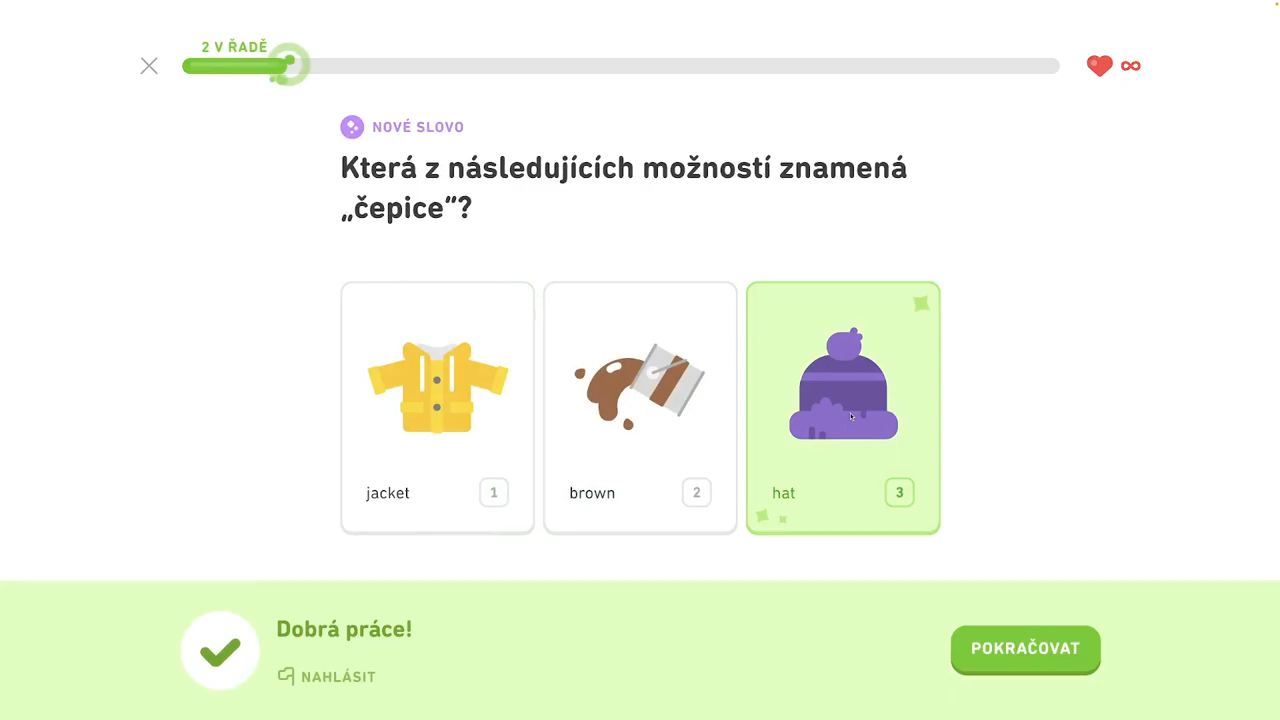 2 V ŘADĚ
NOVÉ SLOVO
Která z následujících možností znamená
„čepice“?
jacket 1
brown 2
hat 3
Dobrá práce!
NAHLÁSIT
POKRAČOVAT